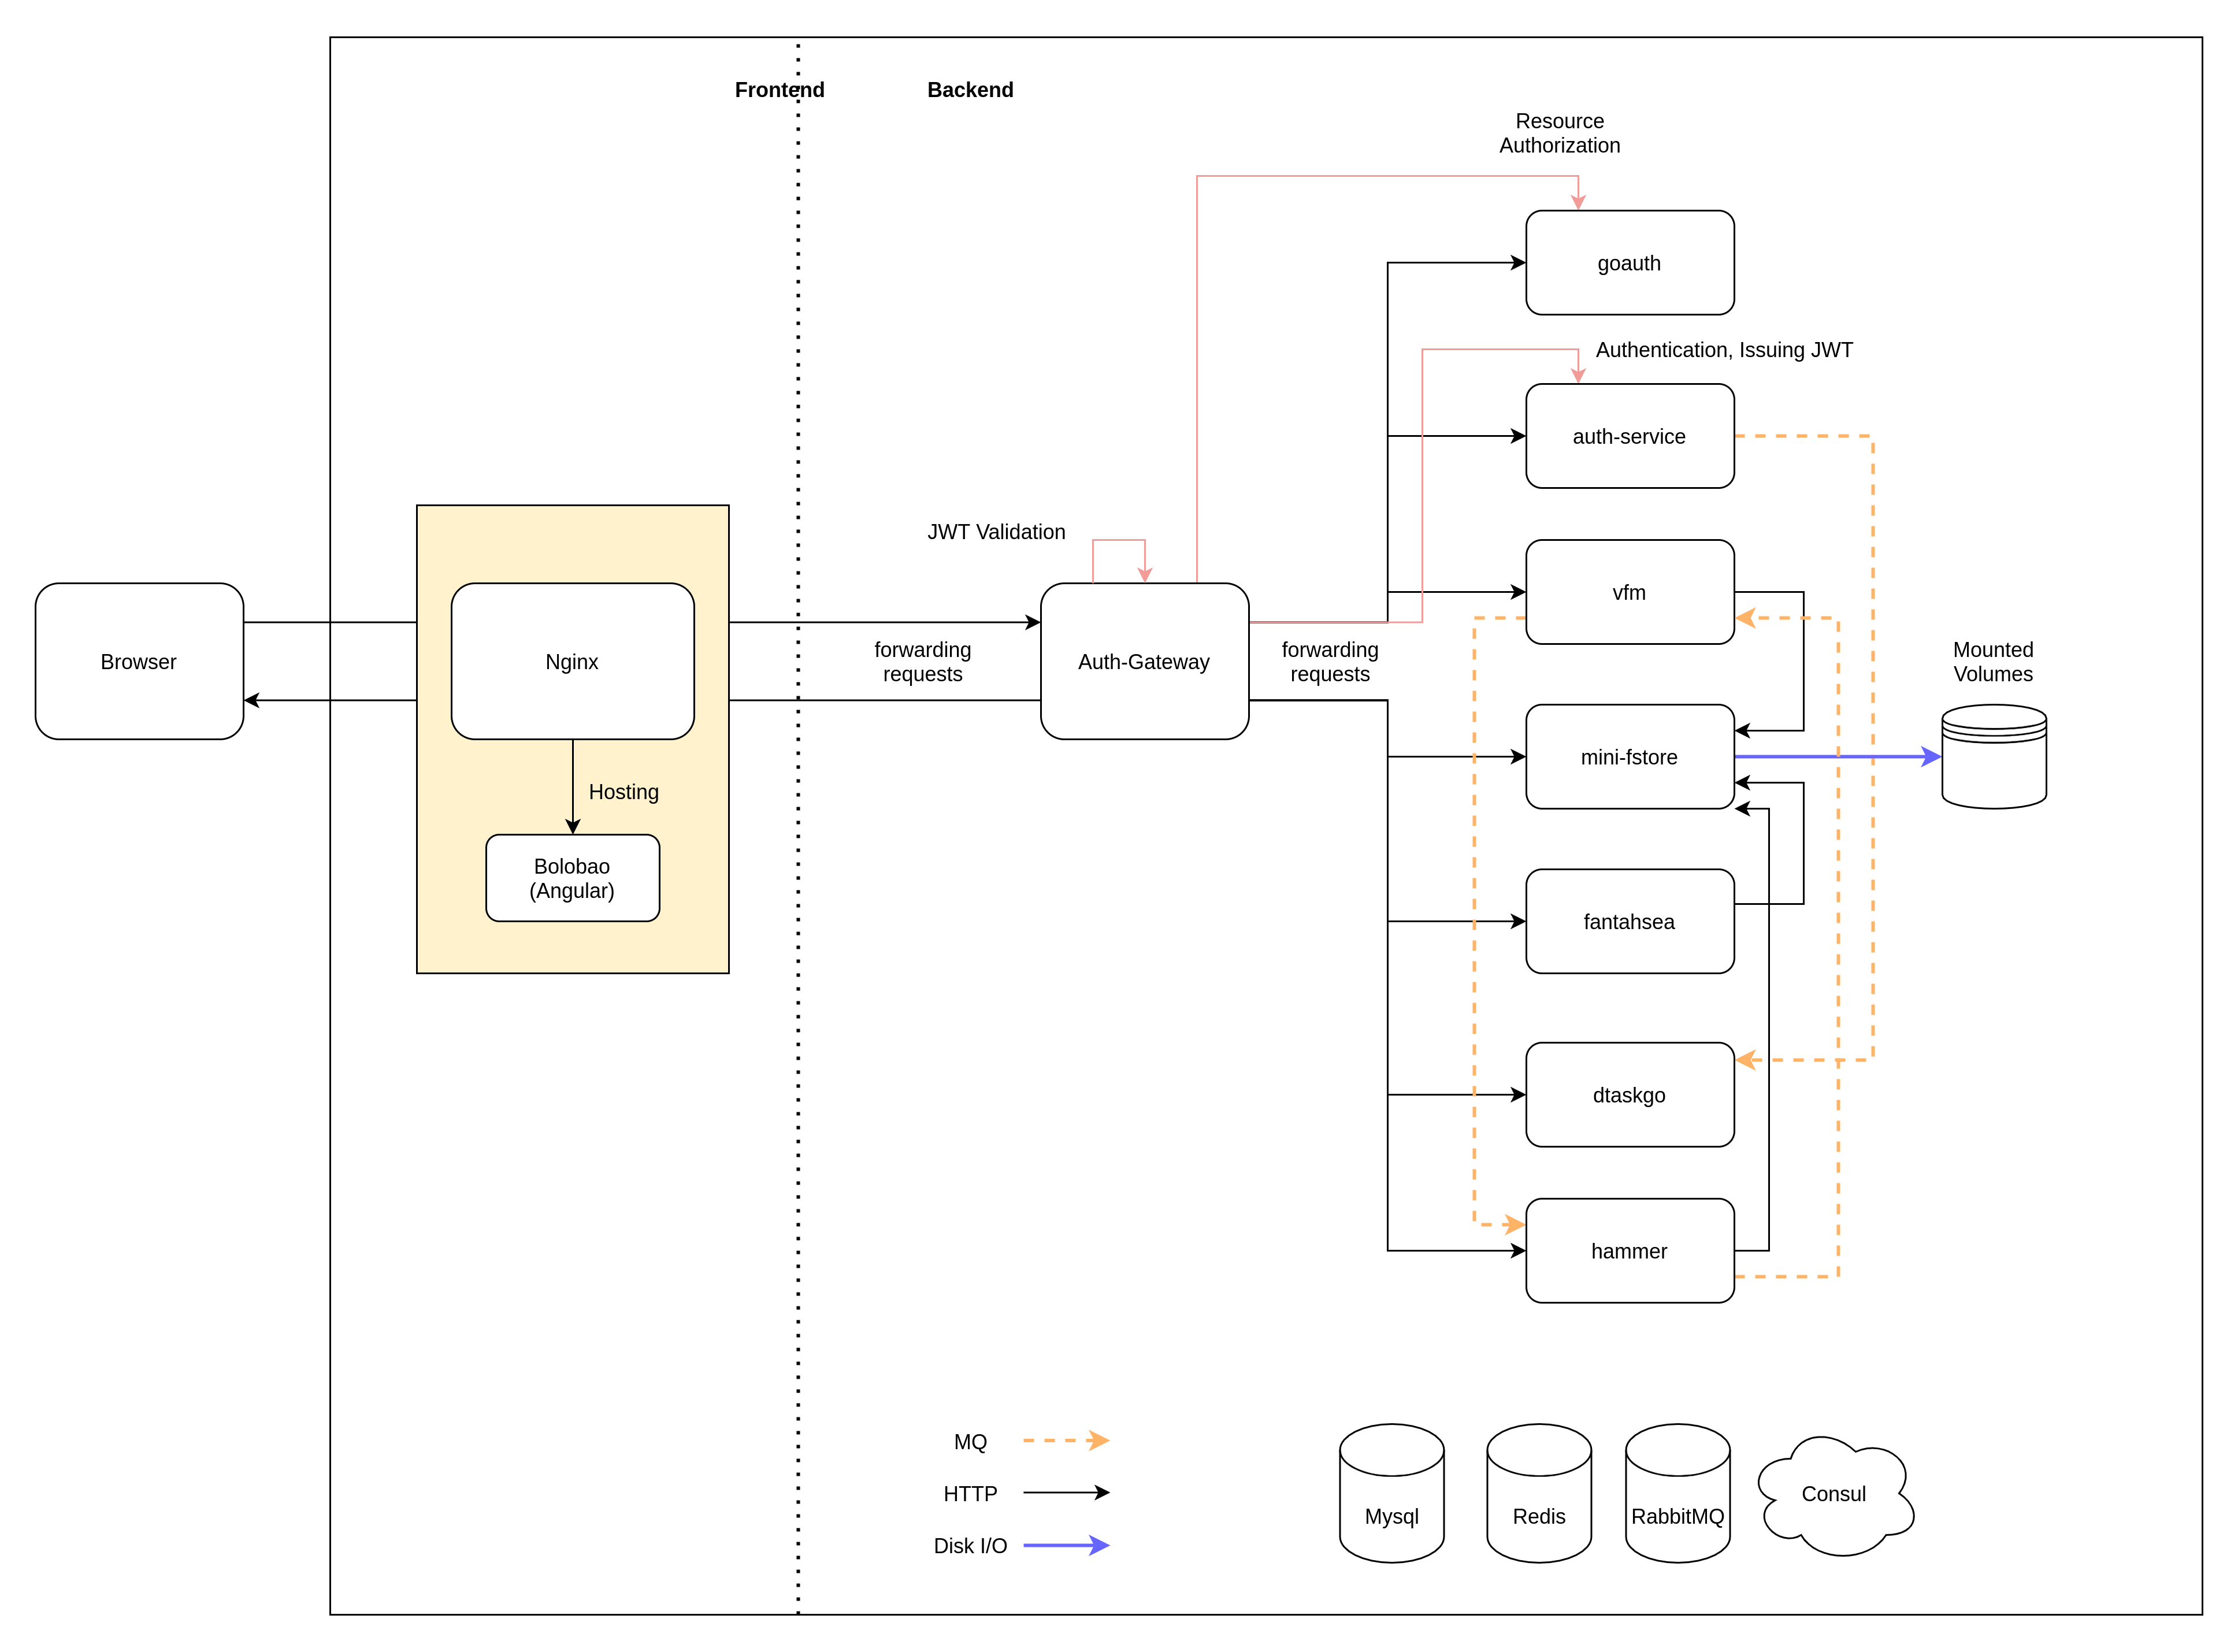 Frontend
Backend
Resource
Authorization
goauth
Authentication, Issuing JWT
auth-service
JWT Validation
vfm
Browser
Nginx
forwarding
requests
Auth-Gateway
forwarding
requests
Mounted
Volumes
mini-fstore
Hosting
Bolobao
(Angular)
fantahsea
dtaskgo
hammer
MQ
HTTP
Disk I/O
Mysql
Redis
RabbitMQ
Consul